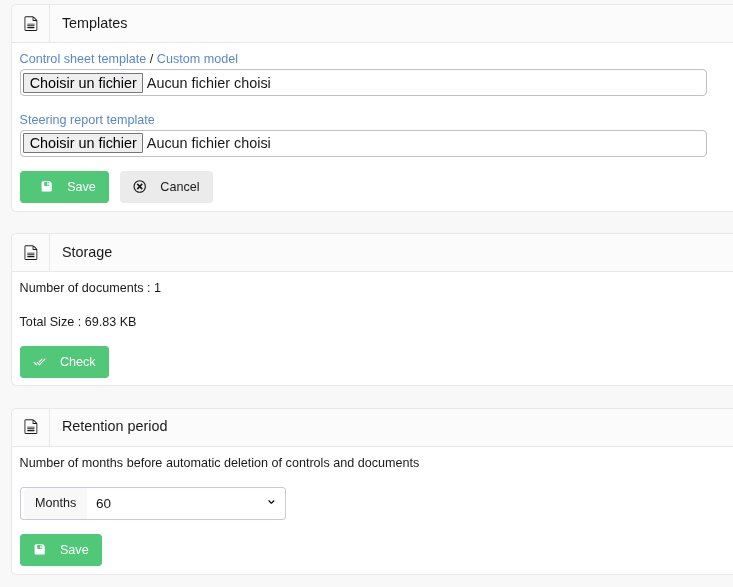 Templates
Control sheet template / Custom model
Choisir un fichier Aucun fichier choisi
Steering report template
Choisir un fichier Aucun fichier choisi
Save Cancel
Storage
Number of documents : 1
Total Size : 69.83 KB
Check
Retention period
Number of months before automatic deletion of controls and documents
Months 60
Save